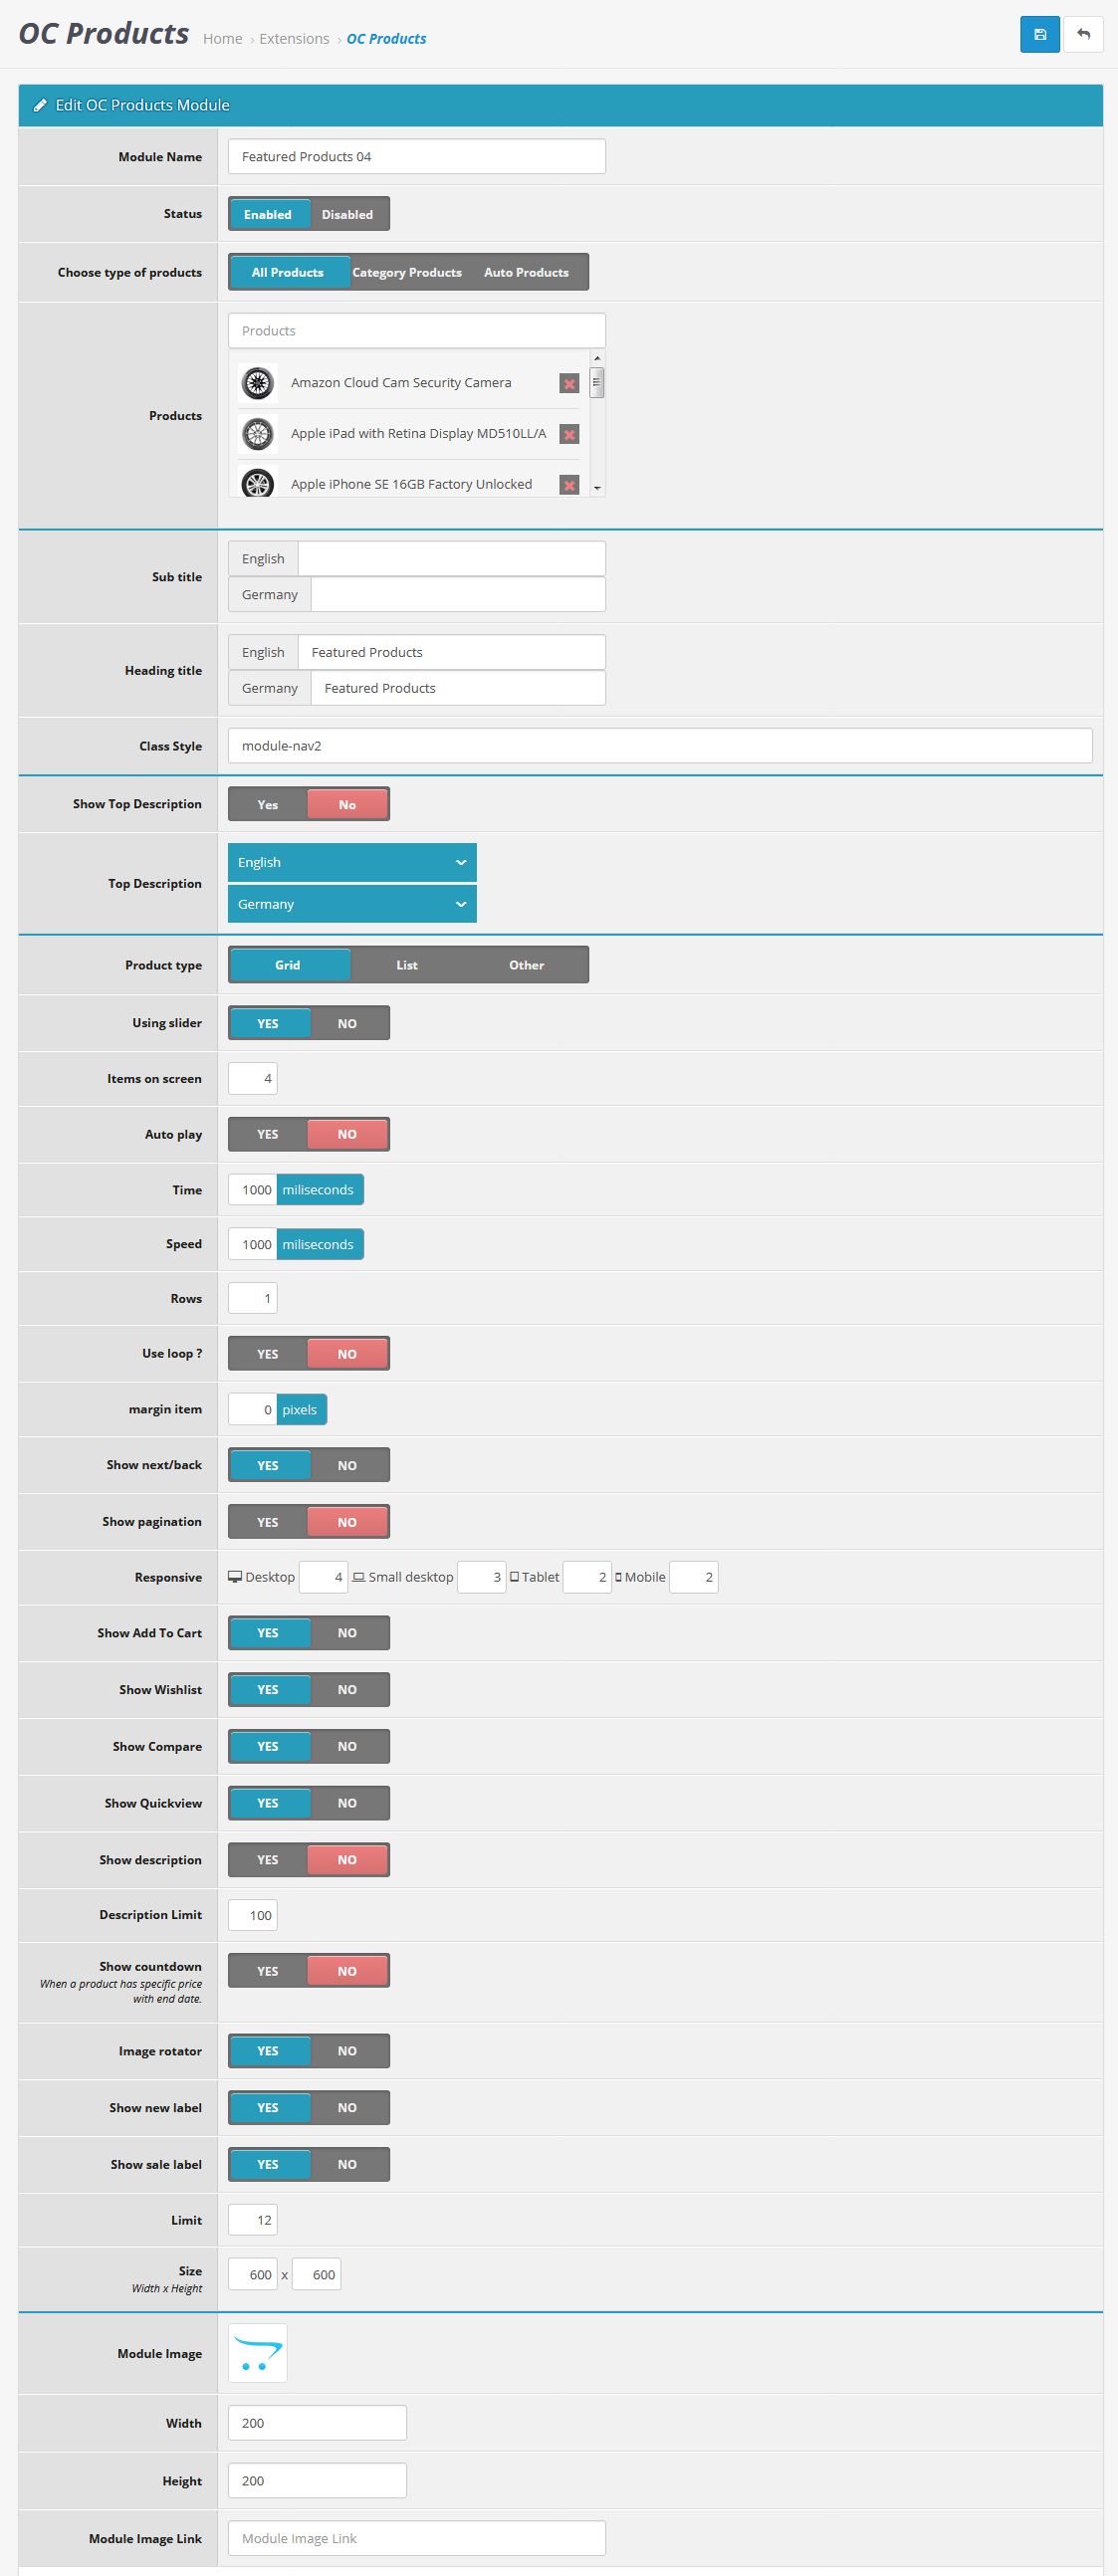 OC Products Home › Extensions › OC Products
Edit OC Products Module
Module Name Featured Products 04
Status Enabled Disabled
Choose type of products All Products Category Products Auto Products
Products
Amazon Cloud Cam Security Camera
Products
Apple iPad with Retina Display MD510LL/A
Apple iPhone SE 16GB Factory Unlocked
Sub title
English
Germany
Heading title
English Featured Products
Germany Featured Products
Class Style module-nav2
Show Top Description Yes No
Top Description
English
Germany
Product type Grid List Other
Using slider YES NO
Items on screen 4
Auto play YES NO
Time 1000 miliseconds
Speed 1000 miliseconds
Rows 1
Use loop ? YES NO
margin item 0 pixels
Show next/back YES NO
Show pagination YES NO
Responsive Desktop 4 Small desktop 3 Tablet 2 Mobile 2
Show Add To Cart YES NO
Show Wishlist YES NO
Show Compare YES NO
Show Quickview YES NO
Show description YES NO
Description Limit 100
Show countdown YES NO
When a product has specific price
with end date.
Image rotator YES NO
Show new label YES NO
Show sale label YES NO
Limit 12
Size 600 x 600
Width x Height
Module Image
Width 200
Height 200
Module Image Link Module Image Link